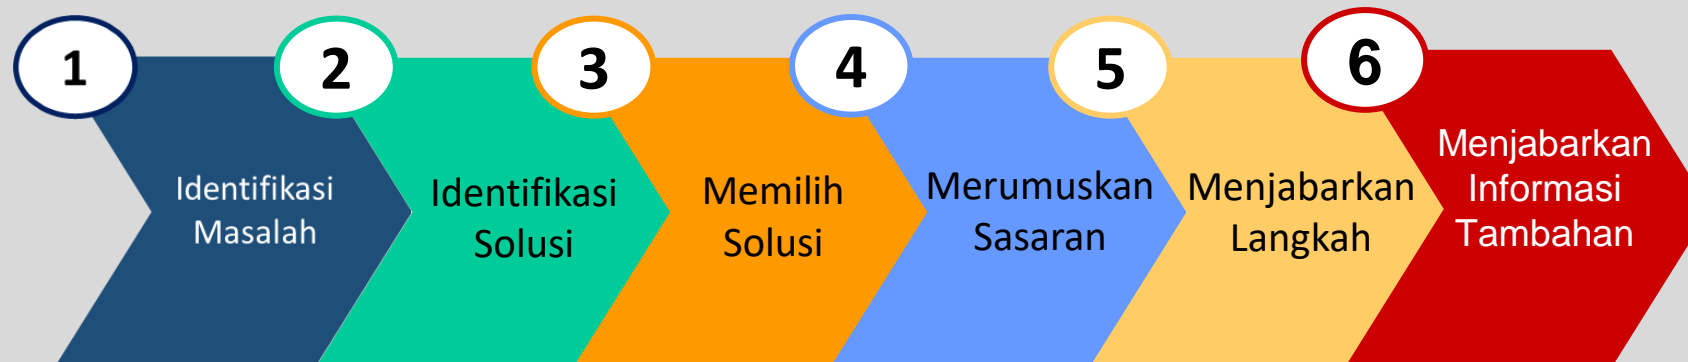 1
Identifikasi
Masalah
2
Identifikasi
Solusi
3
Memilih
Solusi
4
Merumuskan
Sasaran
5
Menjabarkan
Langkah
6
Menjabarkan
Informasi
Tambahan